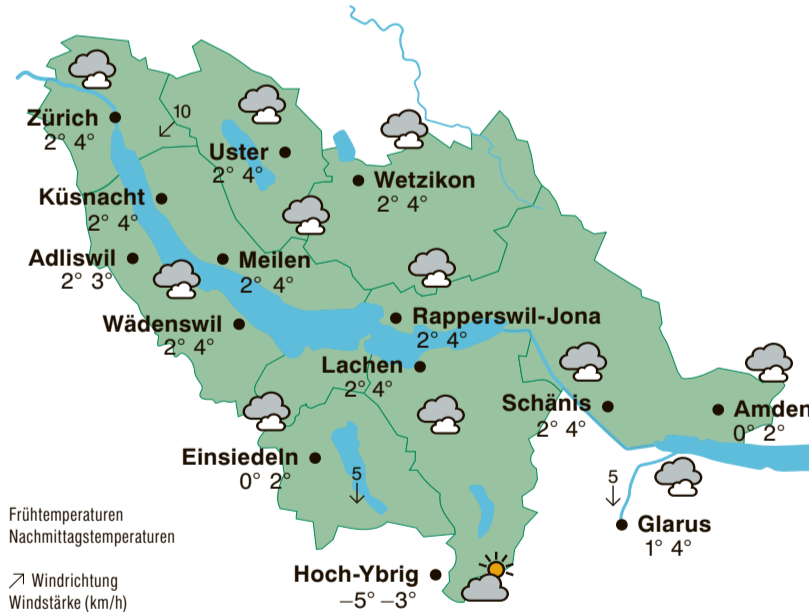 Zürich
2° 4°
10
Uster
2° 4°
Wetzikon
2° 4°
Küsnacht
2° 4°
Adliswil
2° 3°
Meilen
2° 4°
Wädenswil
2° 4°
Rapperswil-Jona
2° 4°
Lachen
2° 4°
Schänis
2° 4°
Amden
0° 2°
Einsiedeln
0° 2°
5
5
Glarus
1° 4°
Hoch-Ybrig
–5° –3°
Frühtemperaturen
Nachmittagstemperaturen
↗ Windrichtung
Windstärke (km/h)